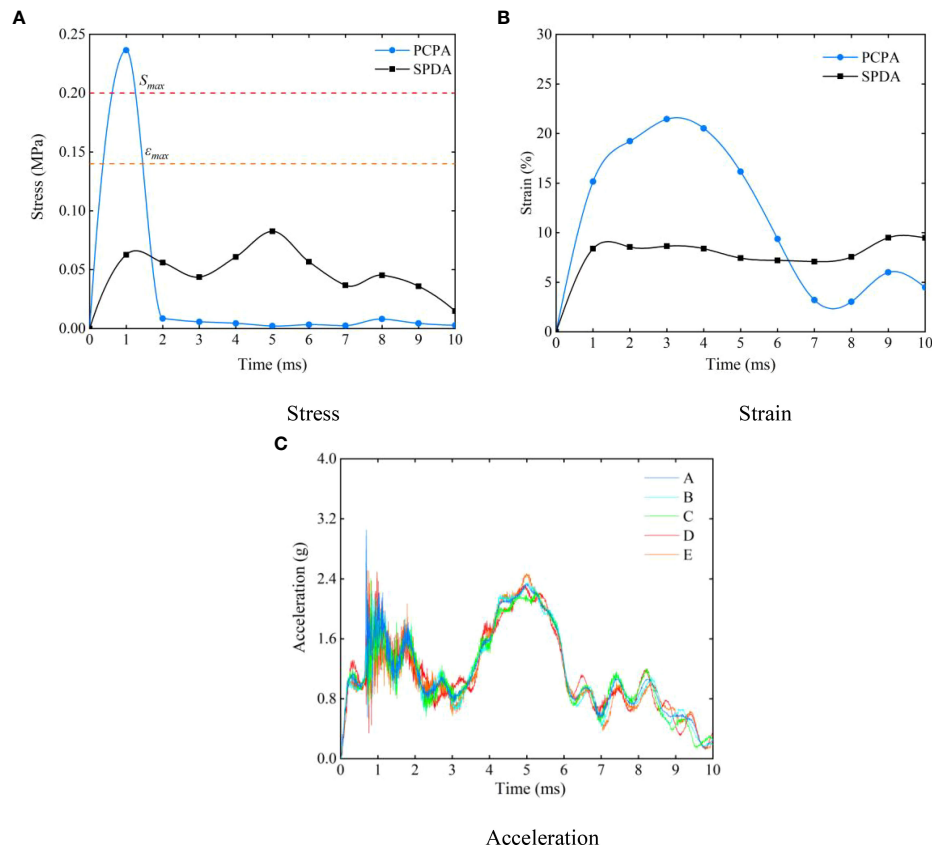 A
0.25
0.20
0.15
0.10
0.05
0.00
Stress (MPa)
PCPA
SPDA
Smax
εmax
0 1 2 3 4 5 6 7 8 9 10
Time (ms)
Stress
B
30
25
20
15
10
5
0
Strain (%)
PCPA
SPDA
0 1 2 3 4 5 6 7 8 9 10
Time (ms)
Strain
C
4.0
3.2
2.4
1.6
0.8
0.0
Acceleration (g)
A
B
C
D
E
0 1 2 3 4 5 6 7 8 9 10
Time (ms)
Acceleration